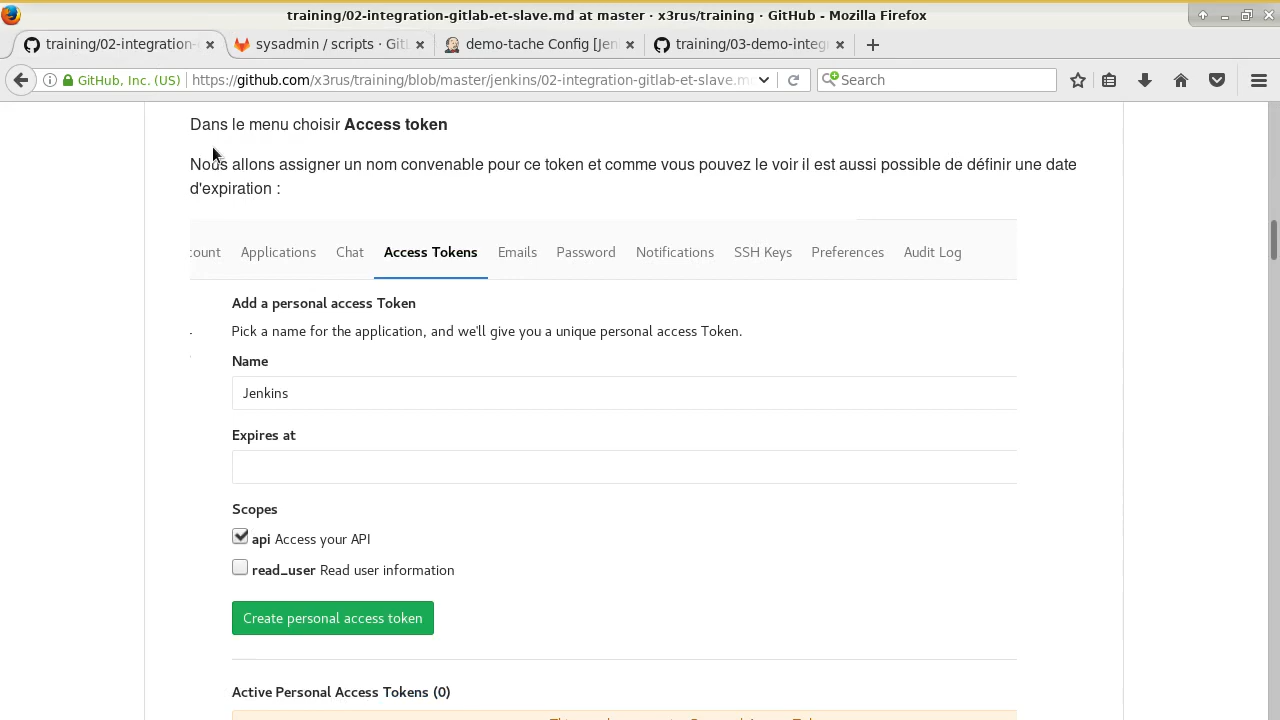 training/02-integration-gitlab-et-slave.md at master · x3rus/training · GitHub - Mozilla Firefox
training/02-integration- sysadmin / scripts · GitL demo-tache Config [Jen training/03-demo-integ
GitHub, Inc. (US) https://github.com/x3rus/training/blob/master/jenkins/02-integration-gitlab-et-slave.m Search
Dans le menu choisir Access token
Nous allons assigner un nom convenable pour ce token et comme vous pouvez le voir il est aussi possible de définir une date
d'expiration :
count Applications Chat Access Tokens Emails Password Notifications SSH Keys Preferences Audit Log
Add a personal access Token
Pick a name for the application, and we'll give you a unique personal access Token.
Name
Jenkins
Expires at
Scopes
api Access your API
read_user Read user information
Create personal access token
Active Personal Access Tokens (0)